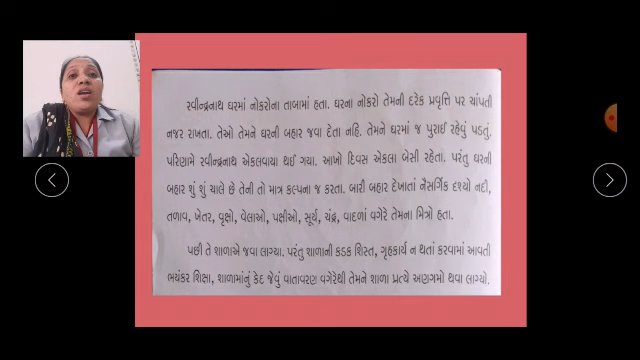 રવીન્દ્રનાથ ઘરમાં નોકરોના તાબામાં હતા. ઘરના નોકરો તેમની દરેક પ્રવૃત્તિ પર ચાંપતી
નજર રાખતા. તેઓ તેમને ઘરની બહાર જવા દેતા નહિ. તેમને ઘરમાં જ પુરાઈ રહેવું પડતું.
પરિણામે રવીન્દ્રનાથ એકલવાયા થઈ ગયા. આખો દિવસ એકલા બેસી રહેતા. પરંતુ ઘરની
બહાર શું શું ચાલે છે તેની તો માત્ર કલ્પના જ કરતા. બારી બહાર દેખાતાં નૈસર્ગિક દૃશ્યો નદી,
તળાવ, ખેતર, વૃક્ષો, વેલાઓ, પક્ષીઓ, સૂર્ય, ચંદ્ર, વાદળાં વગેરે તેમના મિત્રો હતા.
પછી તે શાળાએ જવા લાગ્યા. પરંતુ શાળાની કડક શિસ્ત, ગૃહકાર્ય ન થતાં કરવામાં આવતી
ભયંકર શિક્ષા, શાળામાંનું કેદ જેવું વાતાવરણ વગેરેથી તેમને શાળા પ્રત્યે અણગમો થવા લાગ્યો.